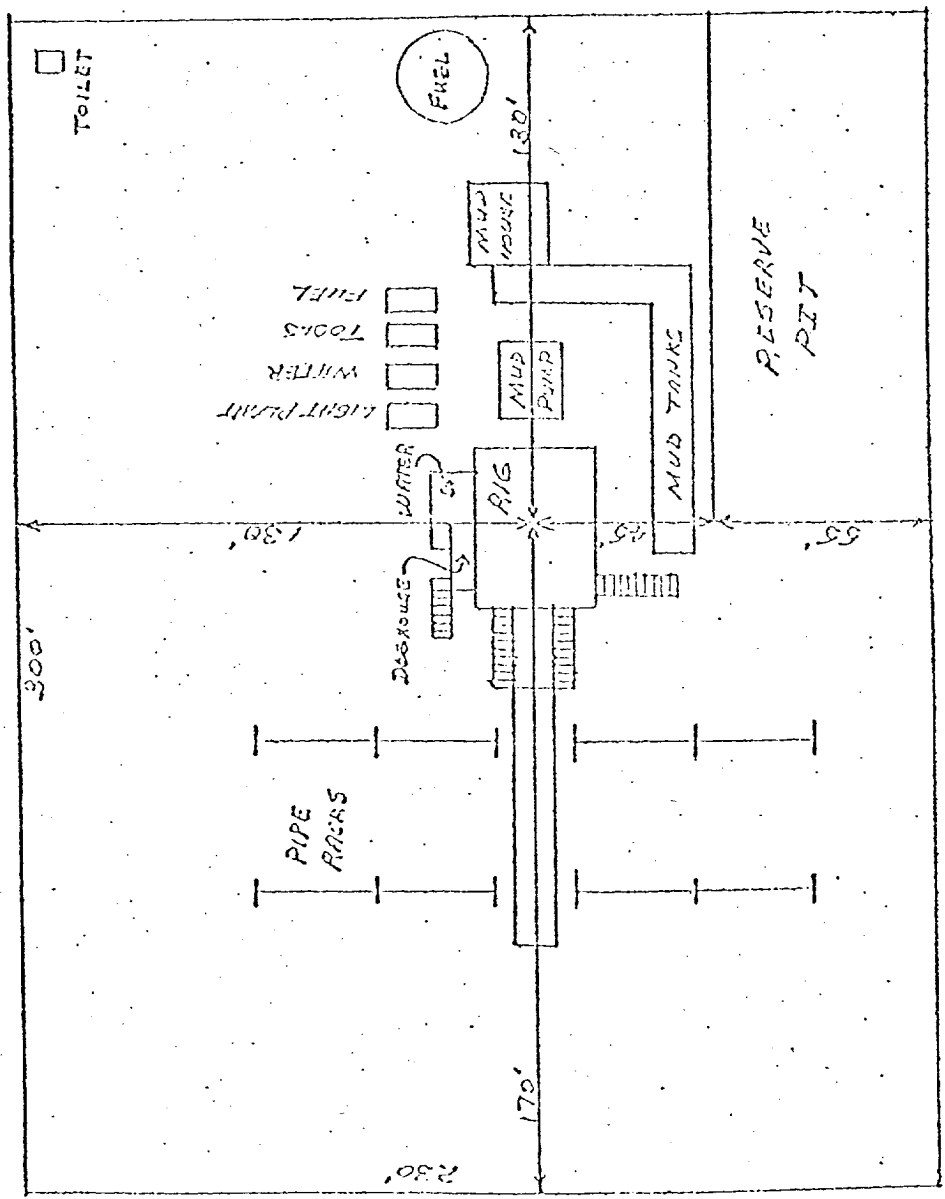 TOILET
FUEL
130'
MUD
HOUSE
FUEL
TOOLS
WATER
LIGHT PLANT
MUD
PUMP
MUD TANKS
RESERVE
PIT
WATER
RIG
DOGHOUSE
130'
55'
300'
PIPE
RACKS
170'
230'